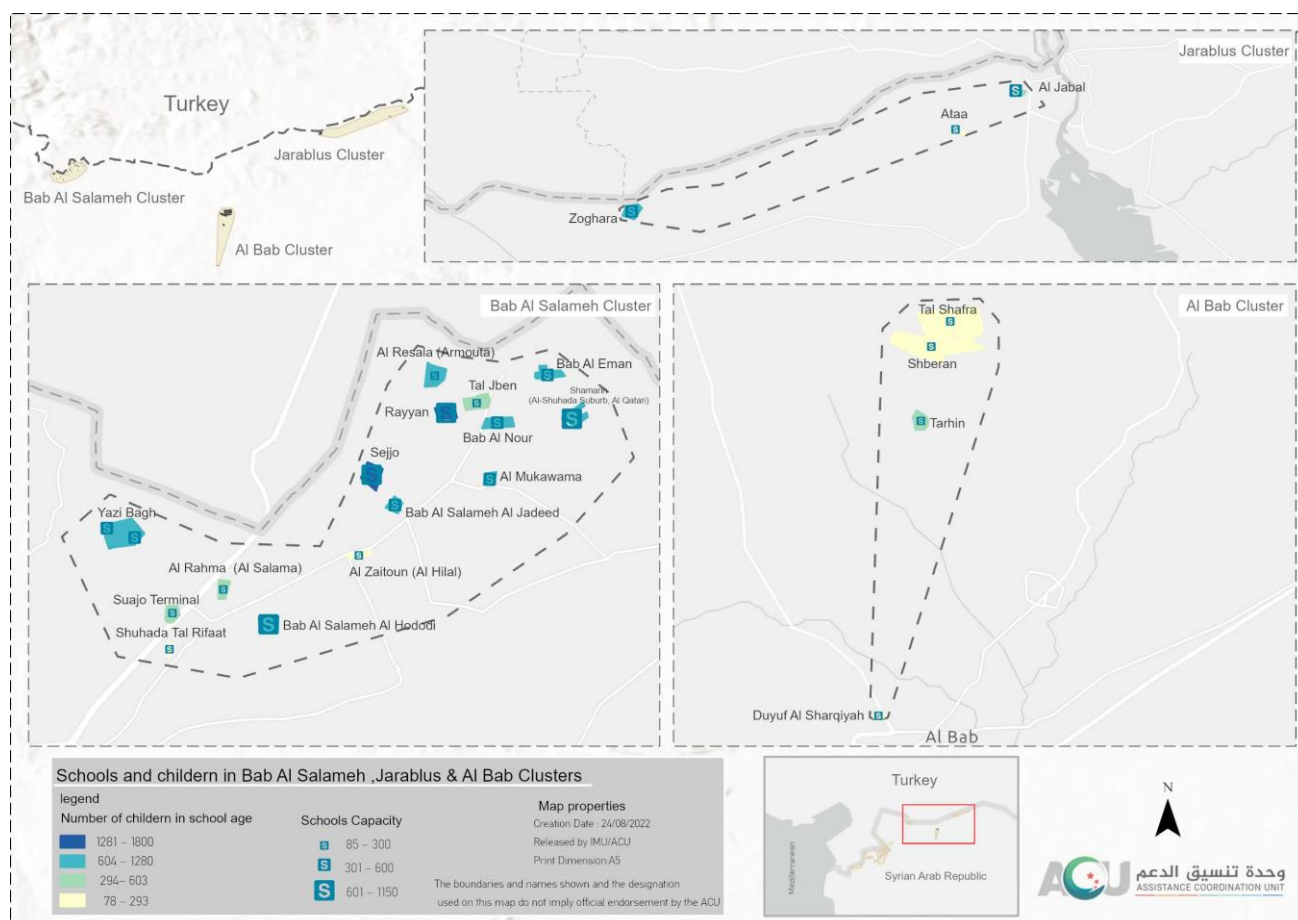 Turkey
Jarablus Cluster
Bab Al Salameh Cluster
Al Bab Cluster
Jarablus Cluster
Al Jabal
S
Ataa
S
Zoghara
S
Bab Al Salameh Cluster
Al Resala (Armouta)
S
Bab Al Eman
S
Tal Jben
S
Shamarin
(Al-Shuhada Suburb, Al Qatari)
S
Rayyan
S
Bab Al Nour
S
Sejjo
S
Al Mukawama
S
Bab Al Salameh Al Jadeed
S
Yazi Bagh
S
S
Al Zaitoun (Al Hilal)
S
Al Rahma (Al Salama)
S
Suajo Terminal
S
Bab Al Salameh Al Hododi
S
Shuhada Tal Rifaat
S
Al Bab Cluster
Tal Shafra
S
S
Shberan
S
Tarhin
Duyuf Al Sharqiyah
S
Al Bab
Schools and childern in Bab Al Salameh ,Jarablus & Al Bab Clusters
legend
Number of childern in school age
1281 – 1800
604 – 1280
294– 603
78 – 293
Schools Capacity
S 85 – 300
S 301 – 600
S 601 – 1150
Map properties
Creation Date : 24/08/2022
Released by IMU/ACU
Print Dimension:A5
The boundaries and names shown and the designation
used on this map do not imply official endorsement by the ACU
Turkey
Mediterranean
Syrian Arab Republic
N
ACU
وحدة تنسيق الدعم
ASSISTANCE COORDINATION UNIT